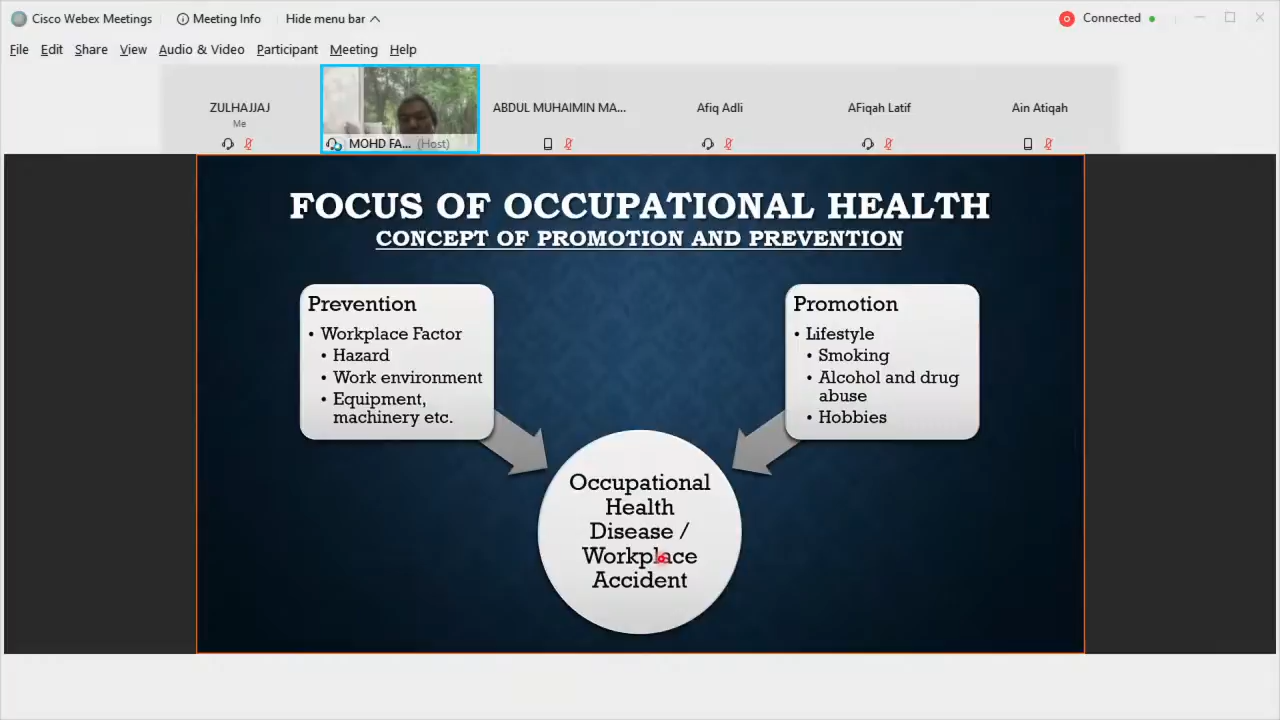 Cisco Webex Meetings
Meeting Info
Hide menu bar
Connected
File Edit Share View Audio & Video Participant Meeting Help
ZULHAJJAJ
Me
MOHD FA... (Host)
ABDUL MUHAIMIN MA...
Afiq Adli
AFiqah Latif
Ain Atiqah
FOCUS OF OCCUPATIONAL HEALTH
CONCEPT OF PROMOTION AND PREVENTION
Prevention
• Workplace Factor
• Hazard
• Work environment
• Equipment,
machinery etc.
Promotion
• Lifestyle
• Smoking
• Alcohol and drug
abuse
• Hobbies
Occupational
Health
Disease /
Workplace
Accident